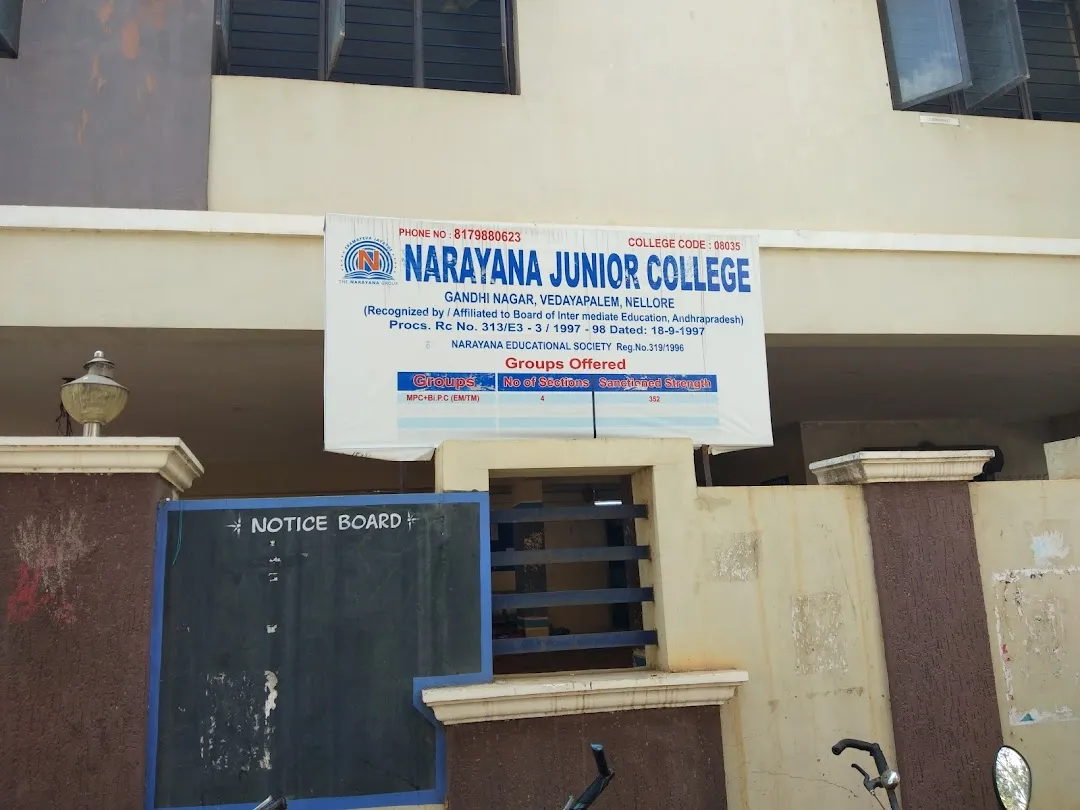 PHONE NO : 8179880623
COLLEGE CODE : 08035
N
THE NARAYANA GROUP
NARAYANA JUNIOR COLLEGE
GANDHI NAGAR, VEDAYAPALEM, NELLORE
(Recognized by / Affiliated to Board of Inter mediate Education, Andhrapradesh)
Procs. Rc No. 313/E3 - 3 / 1997 - 98 Dated: 18-9-1997
NARAYANA EDUCATIONAL SOCIETY Reg.No.319/1996
Groups Offered
Groups No of Sections Sanctioned Strength
MPC+Bi.P.C (EM/TM) 4 352
NOTICE BOARD